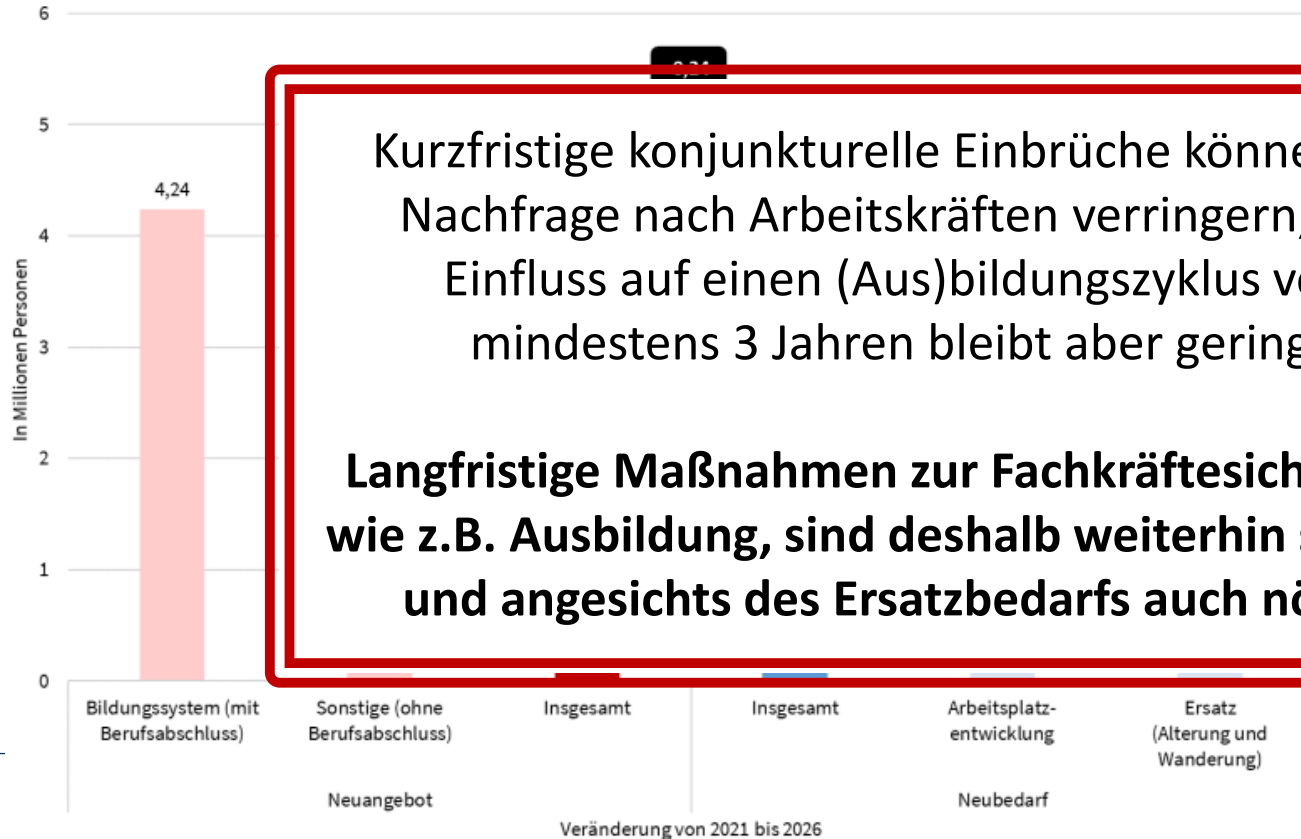 6
5
4
3
2
1
0
In Millionen Personen
4,24
Kurzfristige konjunkturelle Einbrüche könne
Nachfrage nach Arbeitskräften verringern,
Einfluss auf einen (Aus)bildungszyklus v
mindestens 3 Jahren bleibt aber gering
Langfristige Maßnahmen zur Fachkräftesich
wie z.B. Ausbildung, sind deshalb weiterhin
und angesichts des Ersatzbedarfs auch nö
Bildungssystem (mit
Berufsabschluss)
Sonstige (ohne
Berufsabschluss)
Insgesamt
Insgesamt
Arbeitsplatz-
entwicklung
Ersatz
(Alterung und
Wanderung)
Neuangebot
Neubedarf
Veränderung von 2021 bis 2026